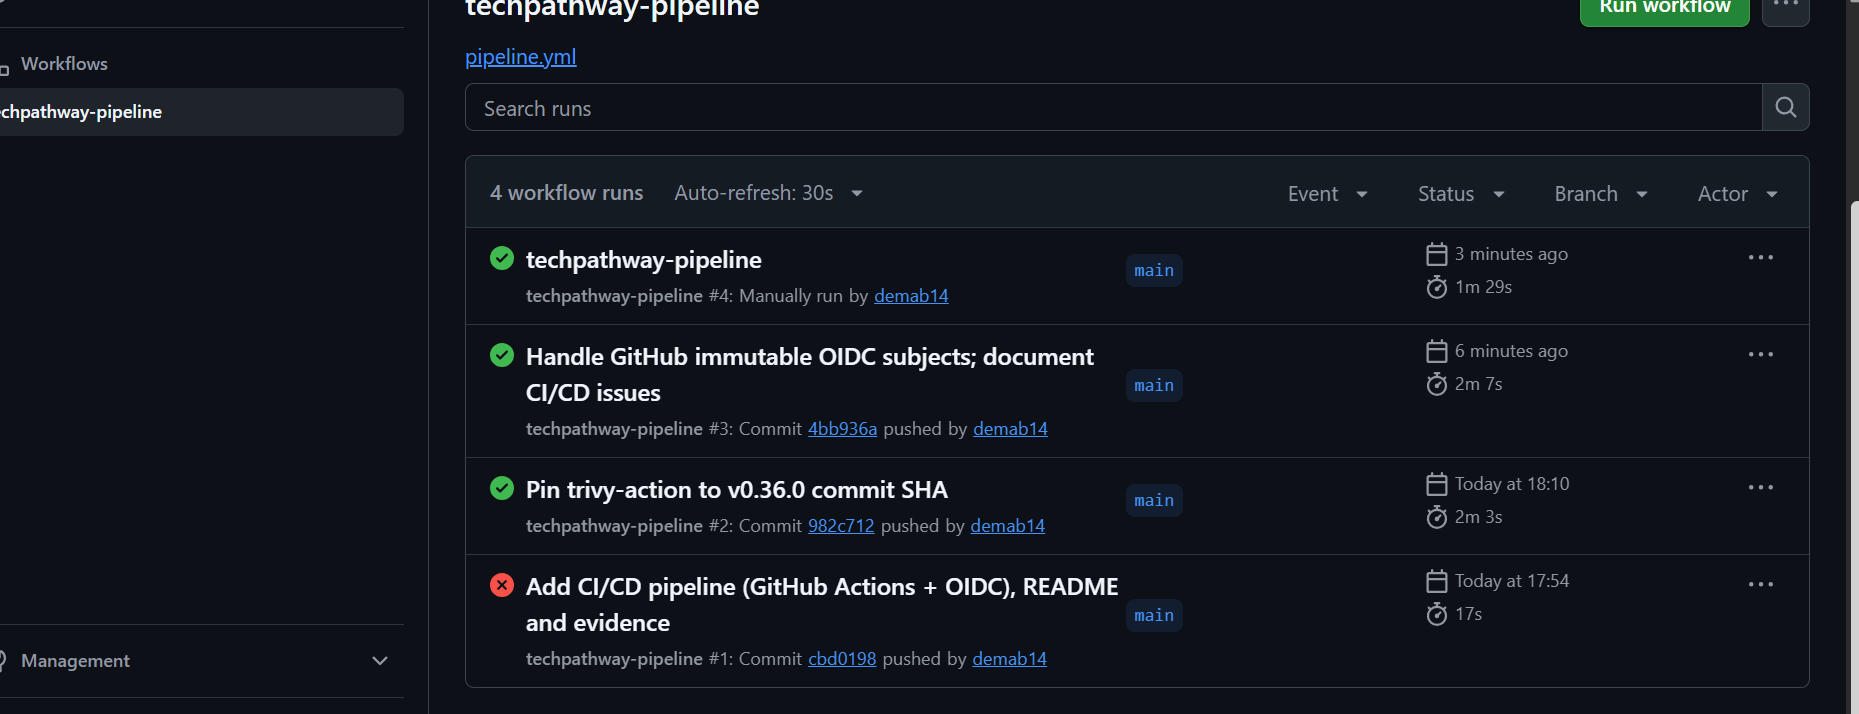 techpathway-pipeline
Run workflow
pipeline.yml
Search runs
Workflows
chpathway-pipeline
4 workflow runs
Auto-refresh: 30s
Event
Status
Branch
Actor
techpathway-pipeline
techpathway-pipeline #4: Manually run by demab14
main
3 minutes ago
1m 29s
Handle GitHub immutable OIDC subjects; document
CI/CD issues
techpathway-pipeline #3: Commit 4bb936a pushed by demab14
main
6 minutes ago
2m 7s
Pin trivy-action to v0.36.0 commit SHA
techpathway-pipeline #2: Commit 982c712 pushed by demab14
main
Today at 18:10
2m 3s
Add CI/CD pipeline (GitHub Actions + OIDC), README
and evidence
techpathway-pipeline #1: Commit cbd0198 pushed by demab14
main
Today at 17:54
17s
Management